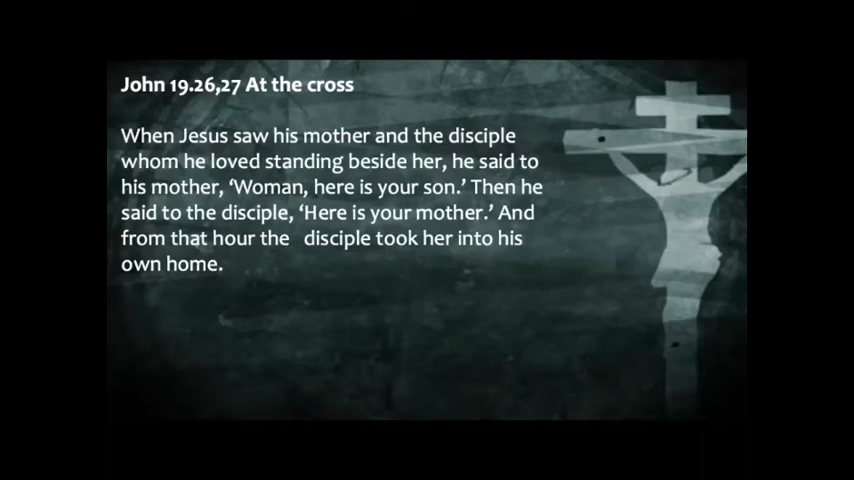 John 19.26,27 At the cross
When Jesus saw his mother and the disciple
whom he loved standing beside her, he said to
his mother, ‘Woman, here is your son.’ Then he
said to the disciple, ‘Here is your mother.’ And
from that hour the   disciple took her into his
own home.